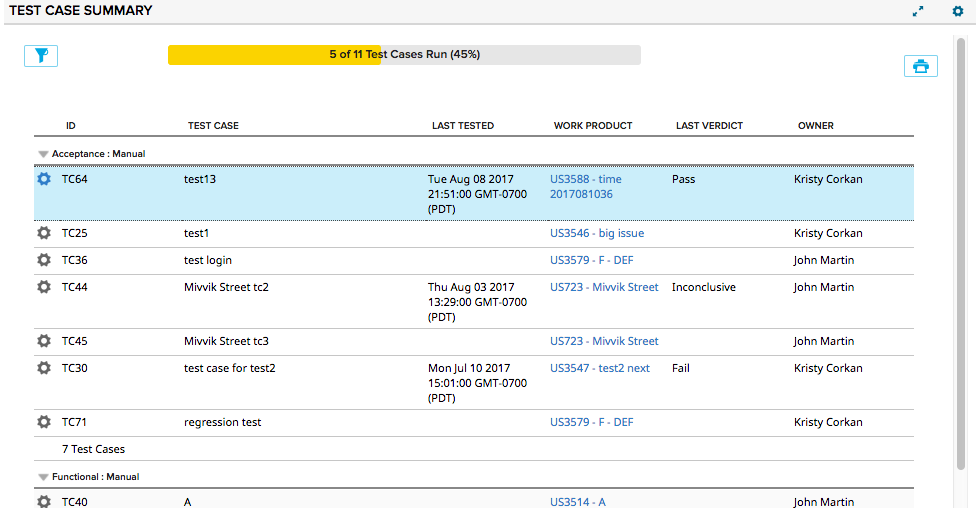 TEST CASE SUMMARY
5 of 11 Test Cases Run (45%)
ID TEST CASE LAST TESTED WORK PRODUCT LAST VERDICT OWNER
Acceptance : Manual
TC64 test13 Tue Aug 08 2017 US3588 - time Pass Kristy Corkan
21:51:00 GMT-0700 2017081036
(PDT)
TC25 test1 US3546 - big issue Kristy Corkan
TC36 test login US3579 - F - DEF John Martin
TC44 Mivvik Street tc2 Thu Aug 03 2017 US723 - Mivvik Street Inconclusive John Martin
13:29:00 GMT-0700
(PDT)
TC45 Mivvik Street tc3 US723 - Mivvik Street John Martin
TC30 test case for test2 Mon Jul 10 2017 US3547 - test2 next Fail Kristy Corkan
15:01:00 GMT-0700
(PDT)
TC71 regression test US3579 - F - DEF Kristy Corkan
7 Test Cases
Functional : Manual
TC40 A US3514 - A John Martin